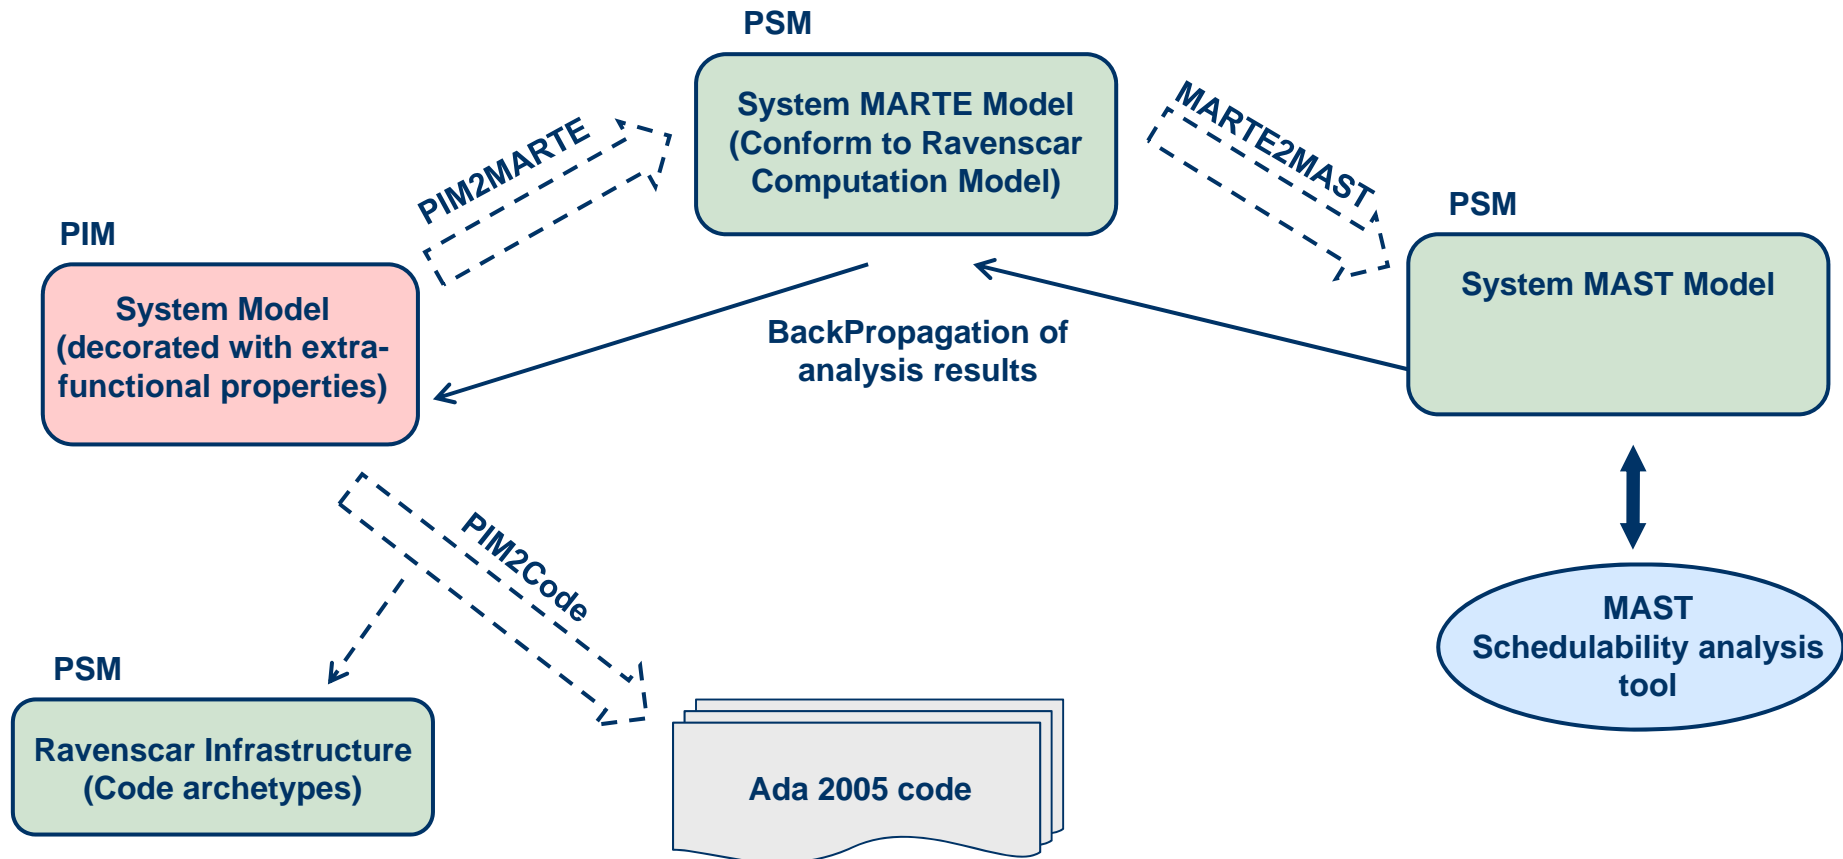 PSM
System MARTE Model
(Conform to Ravenscar
Computation Model)
PIM2MARTE
MARTE2MAST
PSM
System MAST Model
PIM
System Model
(decorated with extra-
functional properties)
BackPropagation of
analysis results
PIM2Code
MAST
Schedulability analysis
tool
PSM
Ravenscar Infrastructure
(Code archetypes)
Ada 2005 code